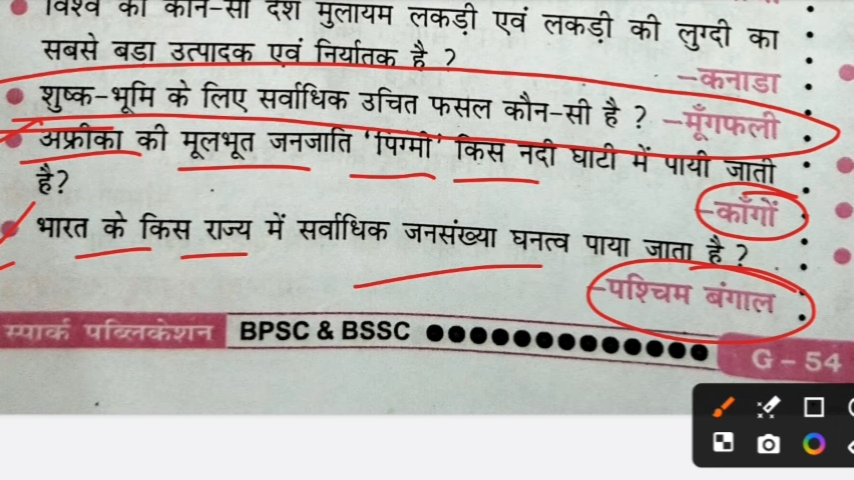 विश्व का कौन-सा देश मुलायम लकड़ी एवं लकड़ी की लुग्दी का
सबसे बडा उत्पादक एवं निर्यातक है ?
–कनाडा
शुष्क-भूमि के लिए सर्वाधिक उचित फसल कौन-सी है ? –मूँगफली
अफ्रीका की मूलभूत जनजाति 'पिग्मी' किस नदी घाटी में पायी जाती
है?
–काँगों
भारत के किस राज्य में सर्वाधिक जनसंख्या घनत्व पाया जाता है ?
–पश्चिम बंगाल
स्पार्क पब्लिकेशन BPSC & BSSC G – 54